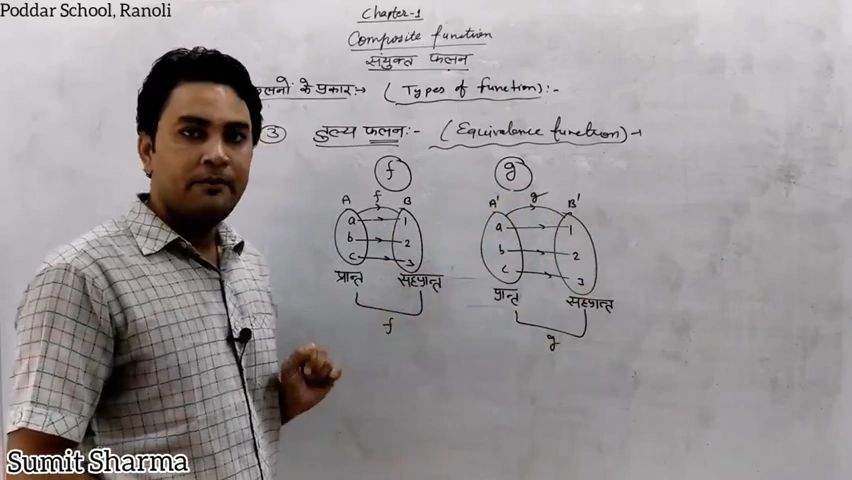 Poddar School, Ranoli
Chapter-1
Composite function
संयुक्त फलन
फलनों के प्रकार:→ (Types of function):-
③ तुल्य फलन:- (Equivalence function)→
f g
A f B A' g B'
a 1 a 1
b 2 b 2
c 3 c 3
प्रान्त सहप्रान्त प्रान्त सहप्रान्त
f g
Sumit Sharma